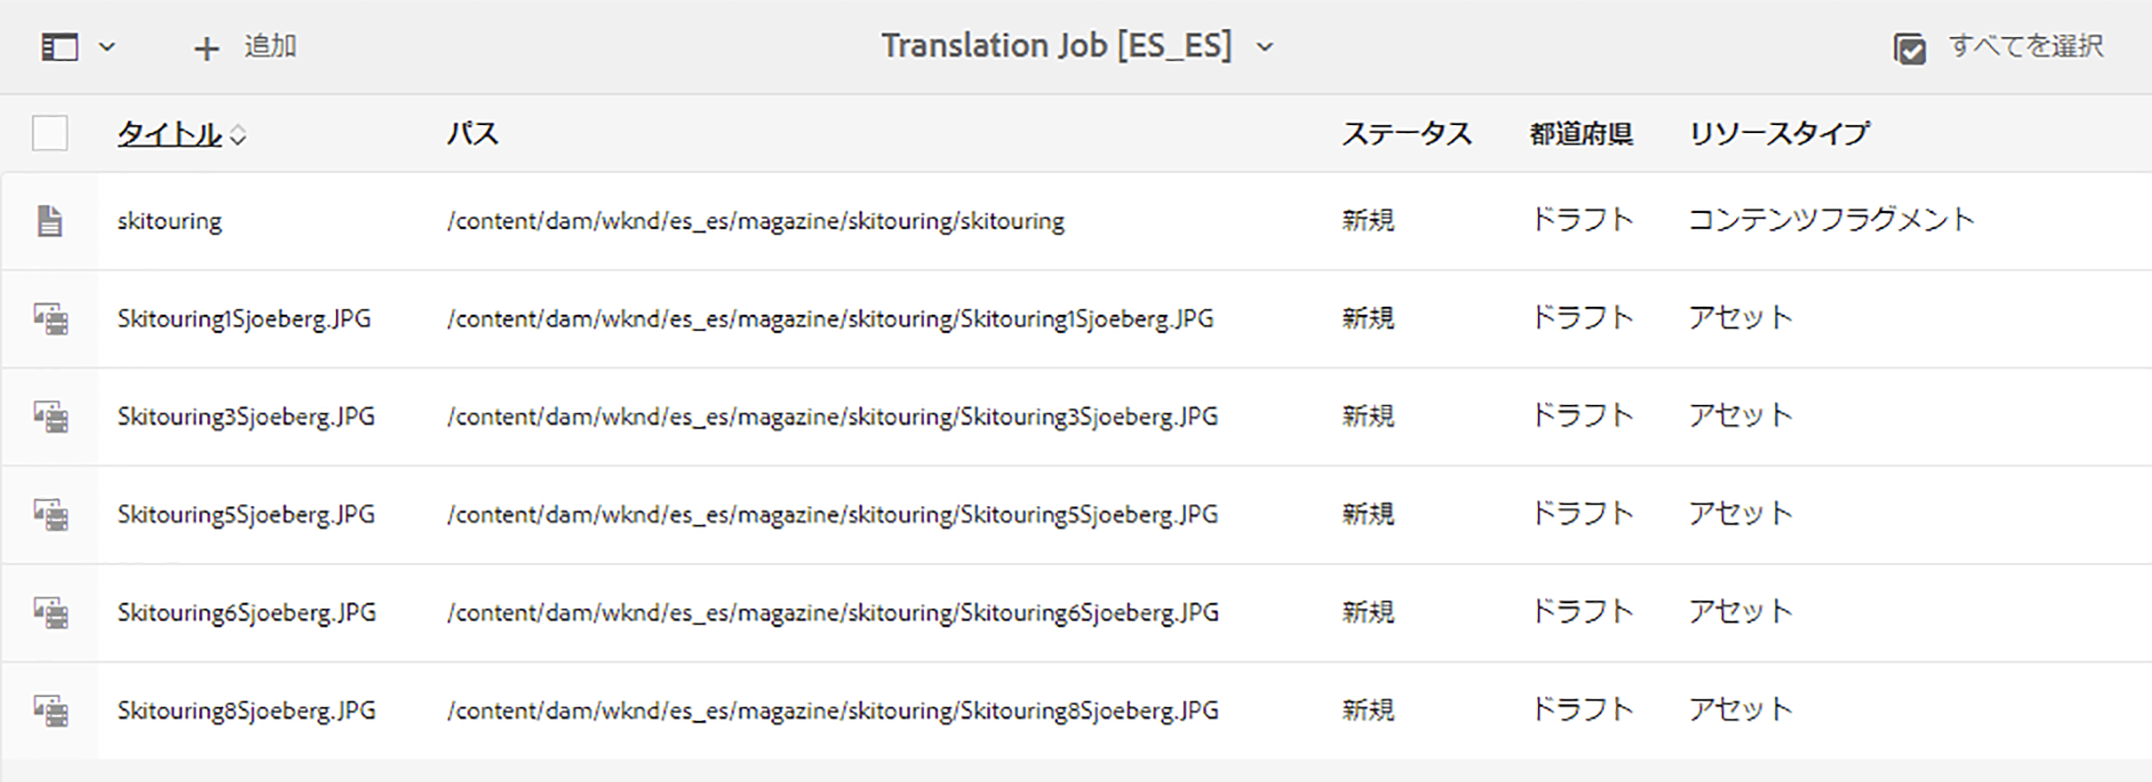 追加 Translation Job [ES_ES] すべてを選択
タイトル パス ステータス 都道府県 リソースタイプ
skitouring /content/dam/wknd/es_es/magazine/skitouring/skitouring 新規 ドラフト コンテンツフラグメント
Skitouring1Sjoeberg.JPG /content/dam/wknd/es_es/magazine/skitouring/Skitouring1Sjoeberg.JPG 新規 ドラフト アセット
Skitouring3Sjoeberg.JPG /content/dam/wknd/es_es/magazine/skitouring/Skitouring3Sjoeberg.JPG 新規 ドラフト アセット
Skitouring5Sjoeberg.JPG /content/dam/wknd/es_es/magazine/skitouring/Skitouring5Sjoeberg.JPG 新規 ドラフト アセット
Skitouring6Sjoeberg.JPG /content/dam/wknd/es_es/magazine/skitouring/Skitouring6Sjoeberg.JPG 新規 ドラフト アセット
Skitouring8Sjoeberg.JPG /content/dam/wknd/es_es/magazine/skitouring/Skitouring8Sjoeberg.JPG 新規 ドラフト アセット